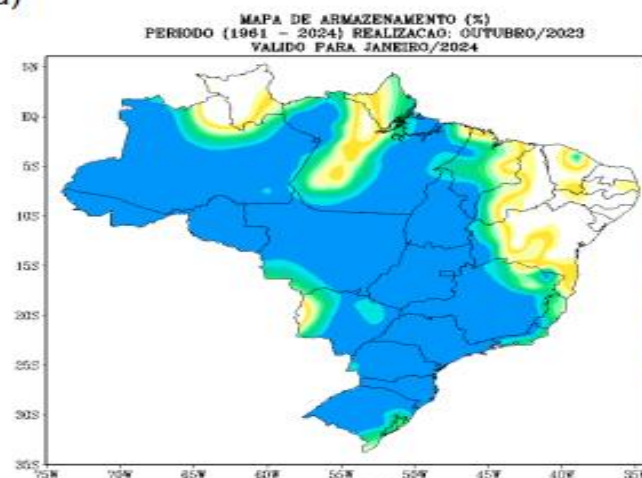 MAPA DE ARMAZENAMENTO (%)
PERIODO (1961 - 2024) REALIZACAO: OUTUBRO/2023
VALIDO PARA JANEIRO/2024
5N
EQ
5S
10S
15S
20S
25S
30S
35S
75W 70W 65W 60W 55W 50W 45W 40W 35W